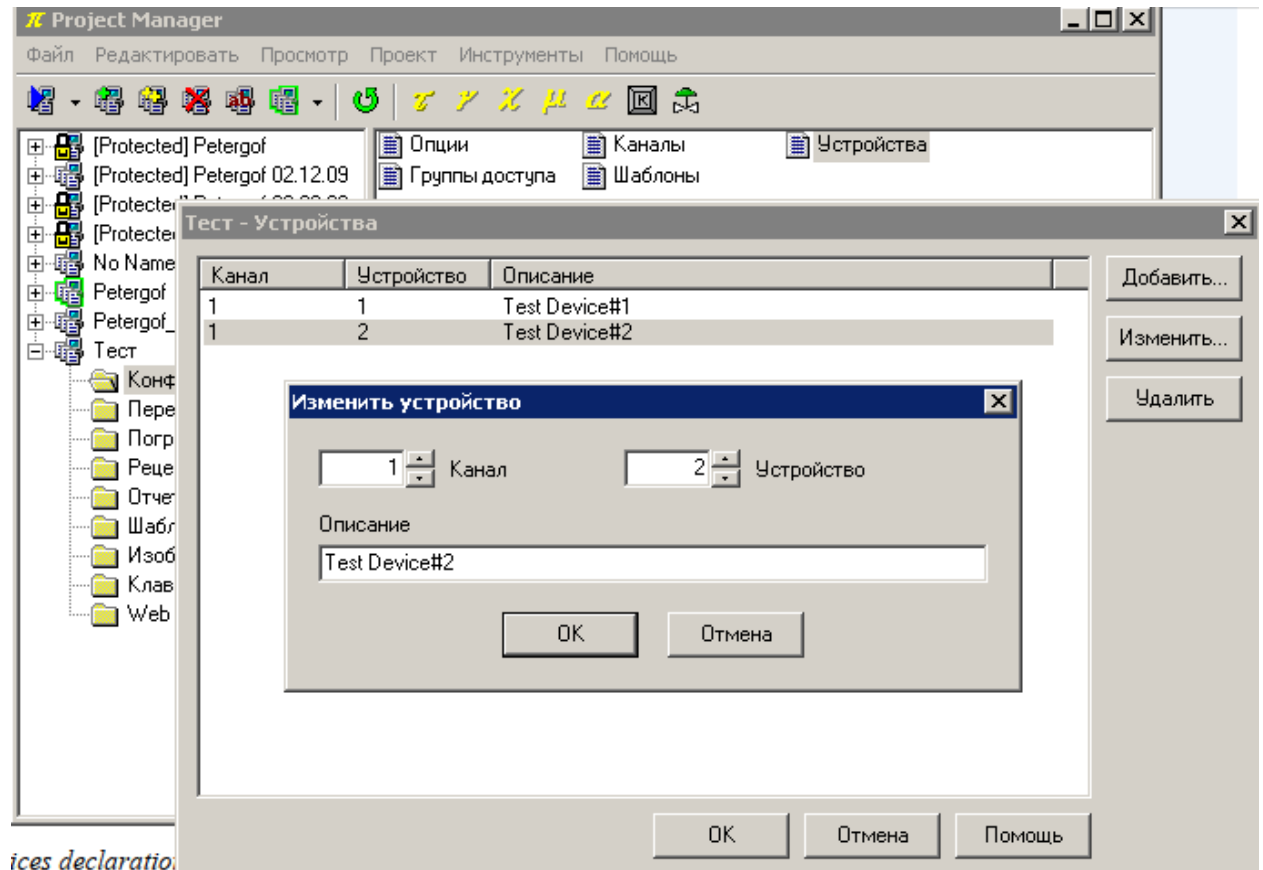 π Project Manager
Файл Редактировать Просмотр Проект Инструменты Помощь
τ γ χ μ α K
[Protected] Petergof
[Protected] Petergof 02.12.09
Опции Каналы Устройства
Группы доступа Шаблоны
No Name
Petergof
Petergof_
Тест
Web
Тест - Устройства
Канал Устройство Описание
1 1 Test Device#1
1 2 Test Device#2
Добавить...
Изменить...
Удалить
Изменить устройство
1 Канал 2 Устройство
Описание
Test Device#2
OK Отмена
OK Отмена Помощь